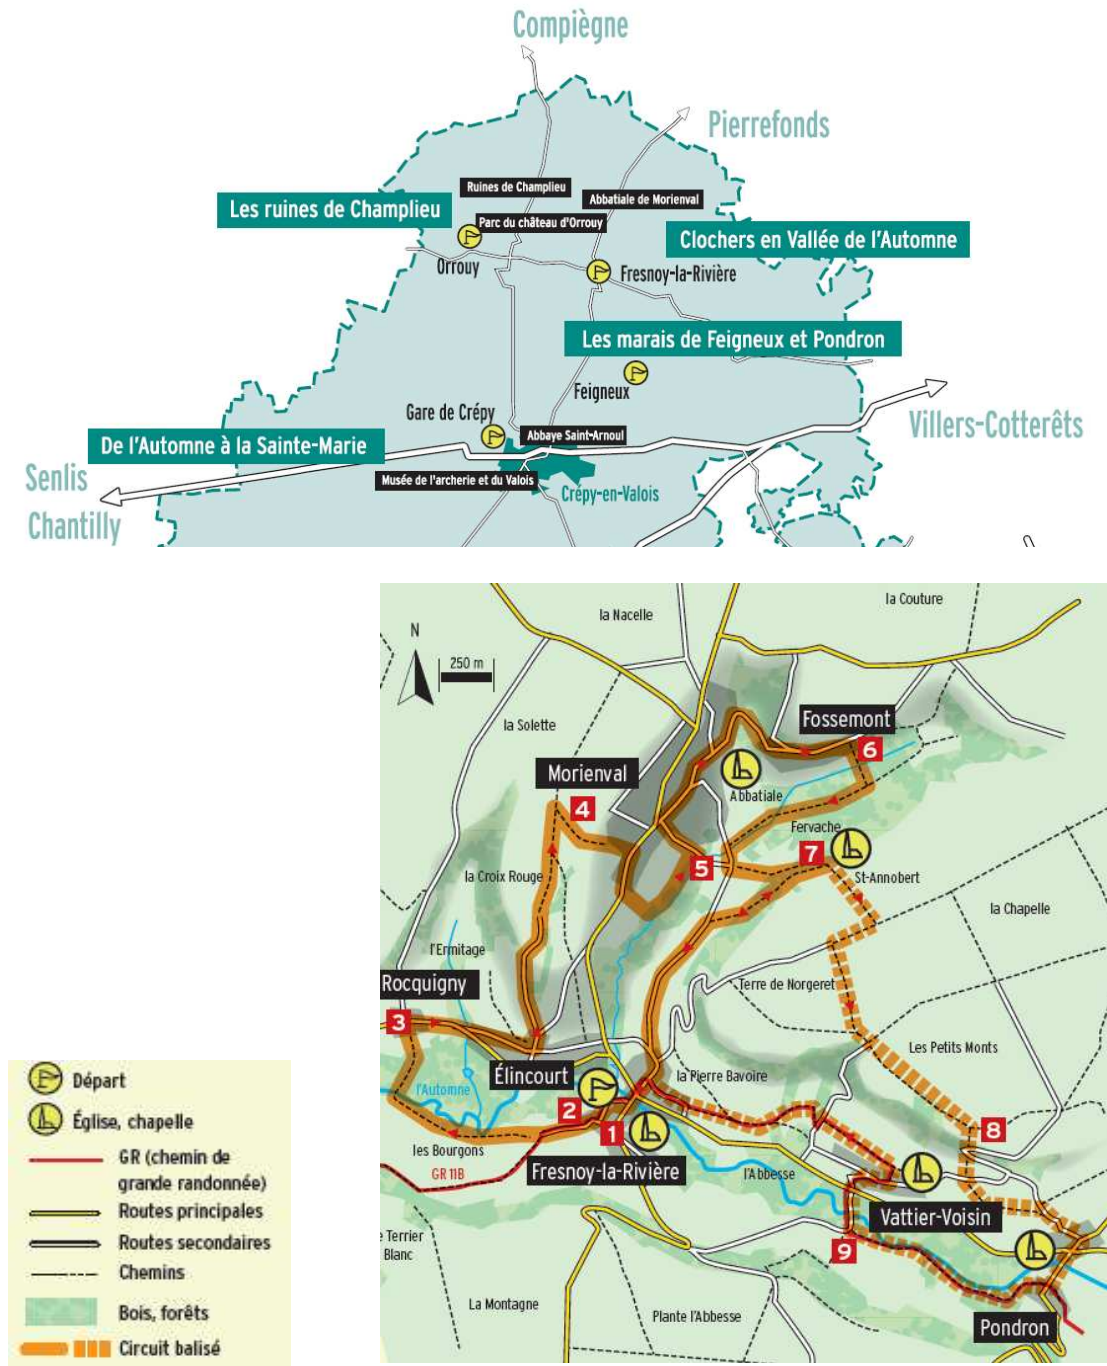 Compiègne
Pierrefonds
Ruines de Champlieu
Abbatiale de Morienval
Les ruines de Champlieu
Parc du château d'Orrouy
Clochers en Vallée de l'Automne
Orrouy
Fresnoy-la-Rivière
Les marais de Feigneux et Pondron
Feigneux
Gare de Crépy
Villers-Cotterêts
Abbaye Saint-Arnoul
De l'Automne à la Sainte-Marie
Senlis
Musée de l'archerie et du Valois
Crépy-en-Valois
Chantilly
la Couture
la Nacelle
N
250 m
la Solette
Fossemont
6
Morienval
4
Abbatiale
Fervache
7
5
la Croix Rouge
St-Annobert
la Chapelle
l'Ermitage
Rocquigny
Terre de Norgeret
3
Les Petits Monts
Élincourt
la Pierre Bavoire
l'Automne
2
1
8
les Bourgons
GR 11B
Fresnoy-la-Rivière
l'Abbesse
Vattier-Voisin
e Terrier
Blanc
9
La Montagne
Plante l'Abbesse
Pondron
Départ
Église, chapelle
GR (chemin de
grande randonnée)
Routes principales
Routes secondaires
Chemins
Bois, forêts
Circuit balisé